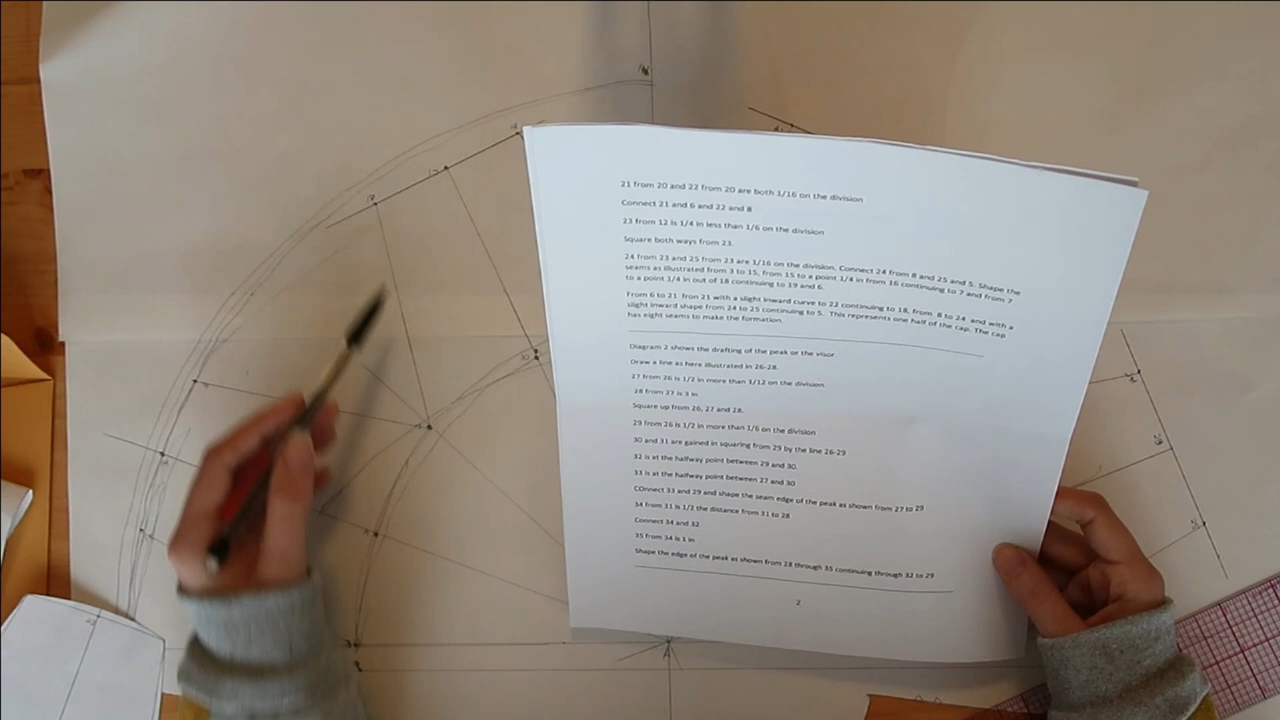 21 from 20 and 22 from 20 are both 1/16 on the division
Connect 21 and 6 and 22 and 8
23 from 12 is 1/4 in less than 1/6 on the division
Square both ways from 23.
24 from 23 and 25 from 23 are 1/16 on the division. Connect 24 from 8 and 25 and 5. Shape the
seams as illustrated from 3 to 15, from 15 to a point 1/4 in from 16 continuing to 7 and from 7
to a point 1/4 in out of 18 continuing to 19 and 6.
From 6 to 21 fron 21 with a slight inward curve to 22 continuing to 18, from 8 to 24 and with a
slight inward shape from 24 to 25 continuing to 5. This represents one half of the cap. The cap
has eight seams to make the formation.
Diagram 2 shows the drafting of the peak or the visor.
Draw a line as here illustrated in 26-28.
27 from 26 is 1/2 in more than 1/12 on the division.
28 from 27 is 3 in
Square up from 26, 27 and 28.
29 from 26 is 1/2 in more than 1/6 on the division
30 and 31 are gained in squaring from 29 by the line 26-29
32 is at the halfway point between 29 and 30.
33 is at the halfway point between 27 and 30
COnnect 33 and 29 and shape the seam edge of the peak as shown from 27 to 29
34 from 31 is 1/2 the distance from 31 to 28
Connect 34 and 32
35 from 34 is 1 in
Shape the edge of the peak as shown from 28 through 35 continuing through 32 to 29
2
A